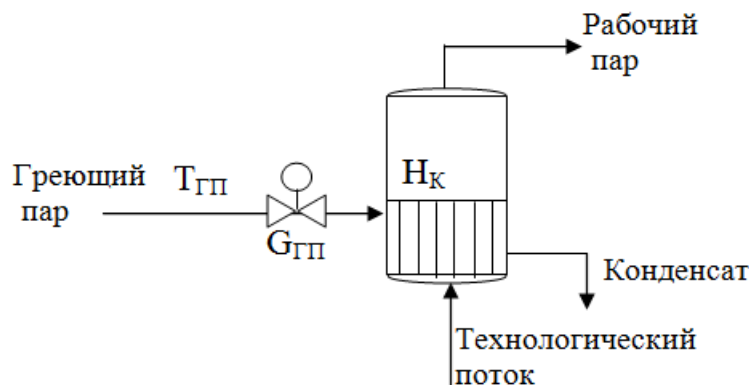 Рабочий
пар
Греющий
пар
TГП
GГП
HК
Конденсат
Технологический
поток